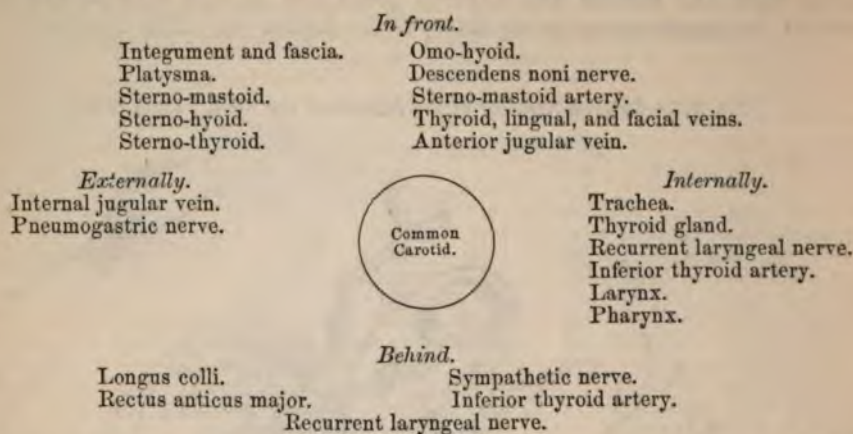 In front.
Integument and fascia. Omo-hyoid.
Platysma. Descendens noni nerve.
Sterno-mastoid. Sterno-mastoid artery.
Sterno-hyoid. Thyroid, lingual, and facial veins.
Sterno-thyroid. Anterior jugular vein.
Externally.
Internal jugular vein.
Pneumogastric nerve.
Common
Carotid.
Internally.
Trachea.
Thyroid gland.
Recurrent laryngeal nerve.
Inferior thyroid artery.
Larynx.
Pharynx.
Behind.
Longus colli. Sympathetic nerve.
Rectus anticus major. Inferior thyroid artery.
Recurrent laryngeal nerve.